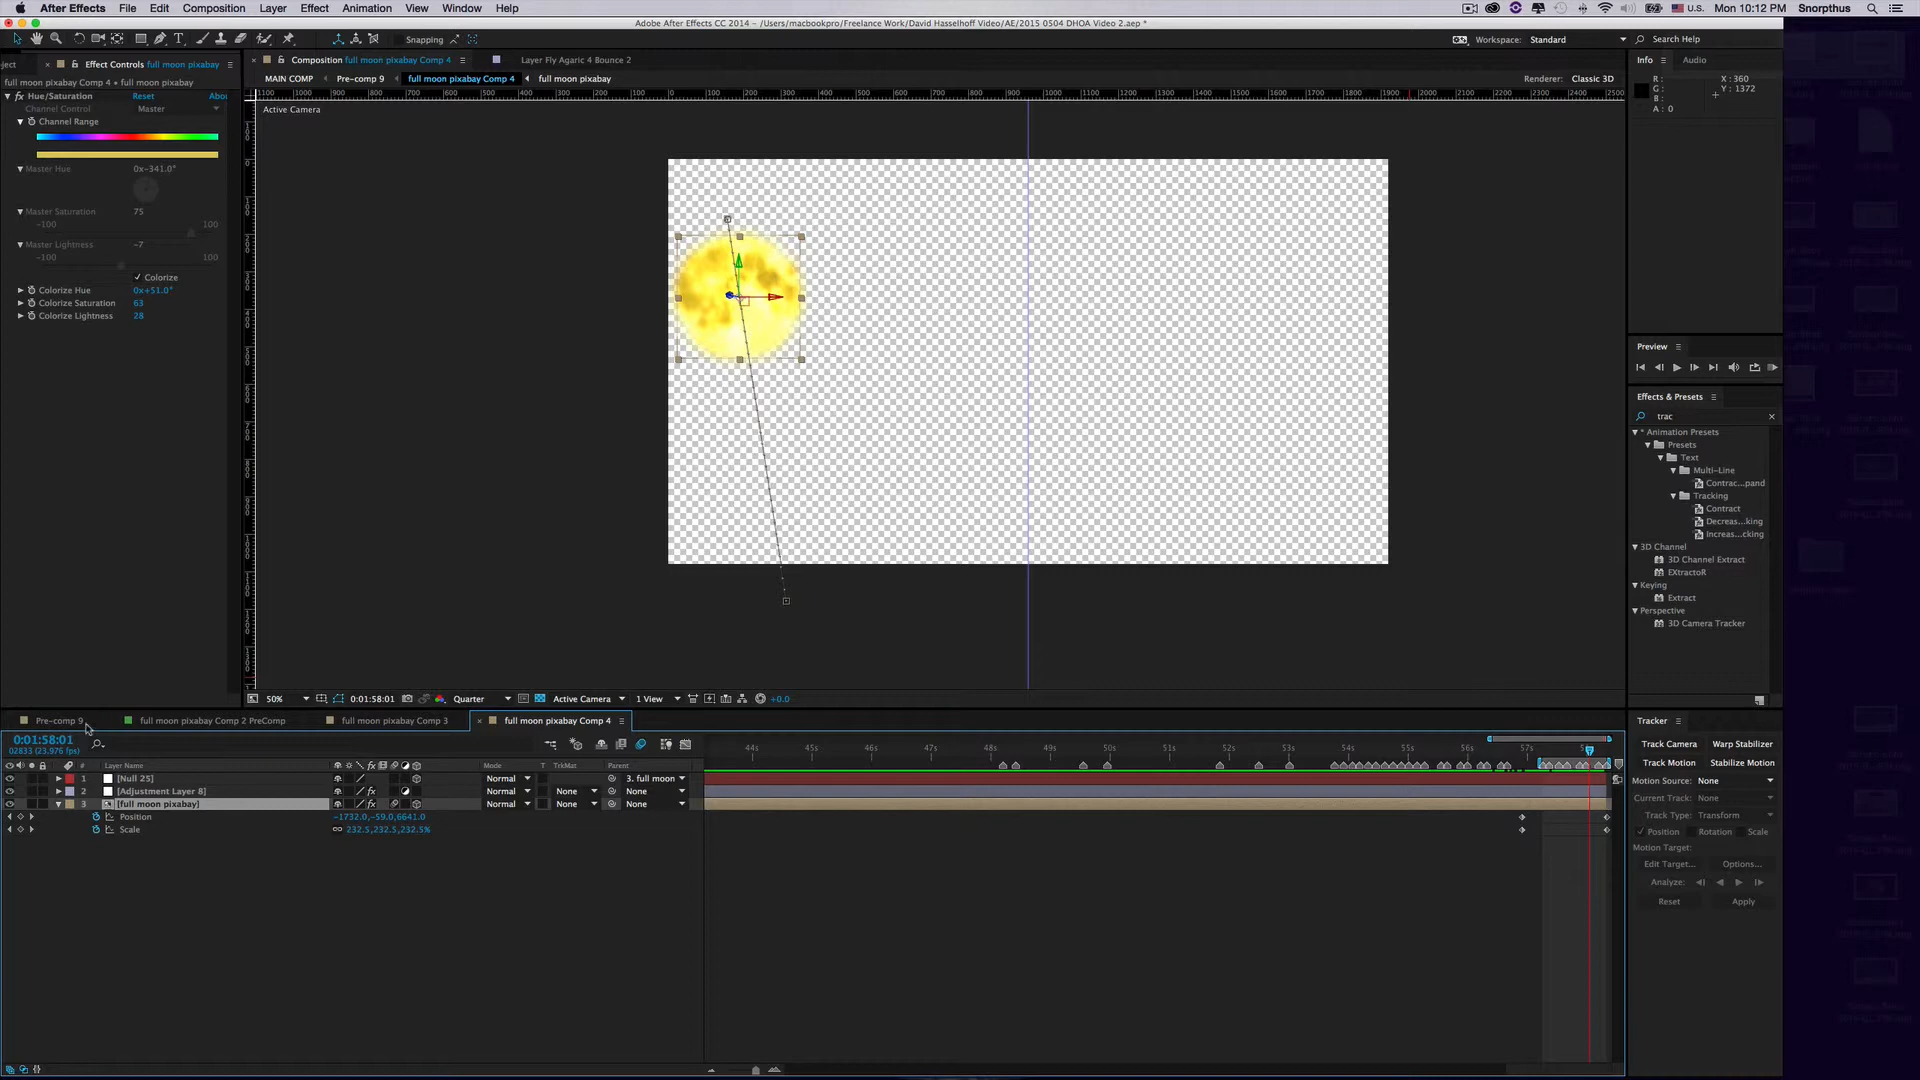 After Effects File Edit Composition Layer Effect Animation View Window Help U.S. Mon 10:12 PM Snorpthus
Adobe After Effects CC 2014 - /Users/macbookpro/Freelance Work/David Hasselhoff Video/AE/2015 0504 DHOA Video 2.aep *
Snapping Workspace: Standard Search Help
ject Effect Controls full moon pixabay
Composition full moon pixabay Comp 4 Layer Fly Agaric 4 Bounce 2
Info Audio
full moon pixabay Comp 4 • full moon pixabay
MAIN COMP Pre-comp 9 full moon pixabay Comp 4 full moon pixabay Renderer: Classic 3D
R: X : 360
G: Y : 1372
B:
A: 0
fx Hue/Saturation Reset Abou
Channel Control Master
Channel Range
Master Hue 0x-341.0°
Master Saturation 75
-100 100
Master Lightness -7
-100 100
Colorize
Colorize Hue 0x+51.0°
Colorize Saturation 63
Colorize Lightness 28
Active Camera
Preview
Effects & Presets
trac
* Animation Presets
Presets
Text
Multi-Line
Contrac...pand
Tracking
Contract
Decreas...king
Increas...cking
3D Channel
3D Channel Extract
EXtractoR
Keying
Extract
Perspective
3D Camera Tracker
50% 0:01:58:01 Quarter Active Camera 1 View +0.0
Pre-comp 9 full moon pixabay Comp 2 PreComp full moon pixabay Comp 3 full moon pixabay Comp 4
0:01:58:01
02833 (23.976 fps)
44s 45s 46s 47s 48s 49s 50s 51s 52s 53s 54s 55s 56s 57s
# Layer Name Mode T TrkMat Parent
1 [Null 25] Normal 3. full moon
2 [Adjustment Layer 8] fx Normal None None
3 [full moon pixabay] fx Normal None None
Position -1732.0,-59.0,6641.0
Scale 232.5,232.5,232.5%
Tracker
Track Camera Warp Stabilizer
Track Motion Stabilize Motion
Motion Source: None
Current Track: None
Track Type: Transform
Position Rotation Scale
Motion Target:
Edit Target... Options...
Analyze:
Reset Apply